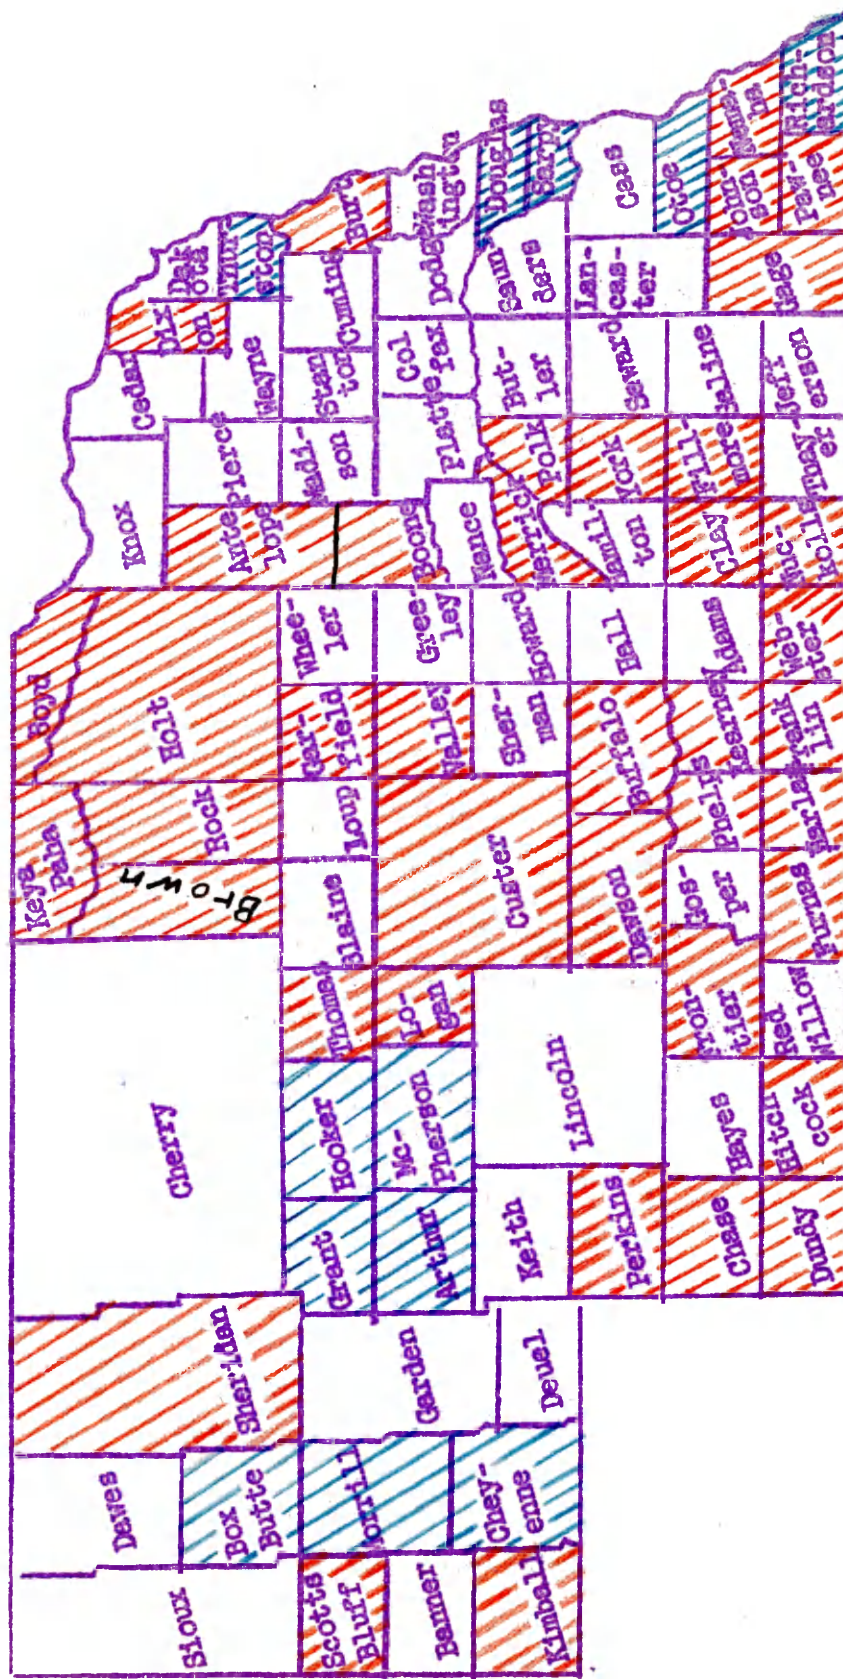 Sioux
Dawes
Box
Butte
Sheridan
Scotts
Bluff
Banner
Kimball
Morrill
Chey-
enne
Garden
Deuel
Cherry
Keya
Paha
Brown
Rock
Boyd
Holt
Knox
Cedar
Dix
on
Dak
ota
Thur
ston
Wayne
Pierce
Ante
lope
Grant
Hooker
Thomas
Blaine
Loup
Gar-
field
Whee-
ler
Boone
Madi-
son
Stan
ton
Cuming
Burt
Arthur
Mc-
Pherson
Lo-
gan
Custer
Valley
Gree-
ley
Nance
Platte
Col
fax
Dodge
Wash
ington
Keith
Lincoln
Sher-
man
Howard
Merrick
Polk
But-
ler
Saun-
ders
Douglas
Sarpy
Perkins
Dawson
Buffalo
Hall
Hamil-
ton
York
Seward
Lan-
cas-
ter
Cass
Otoe
Chase
Hayes
Fron-
tier
Gos-
per
Phelps
Kearney
Adams
Clay
Fill-
more
Saline
Gage
John-
son
Nema-
ha
Dundy
Hitch
cock
Red
Willow
Furnas
Harlan
Frank
lin
Web-
ster
Nuc-
kolls
Thay-
er
Jeff
erson
Paw-
nee
Rich-
ardson